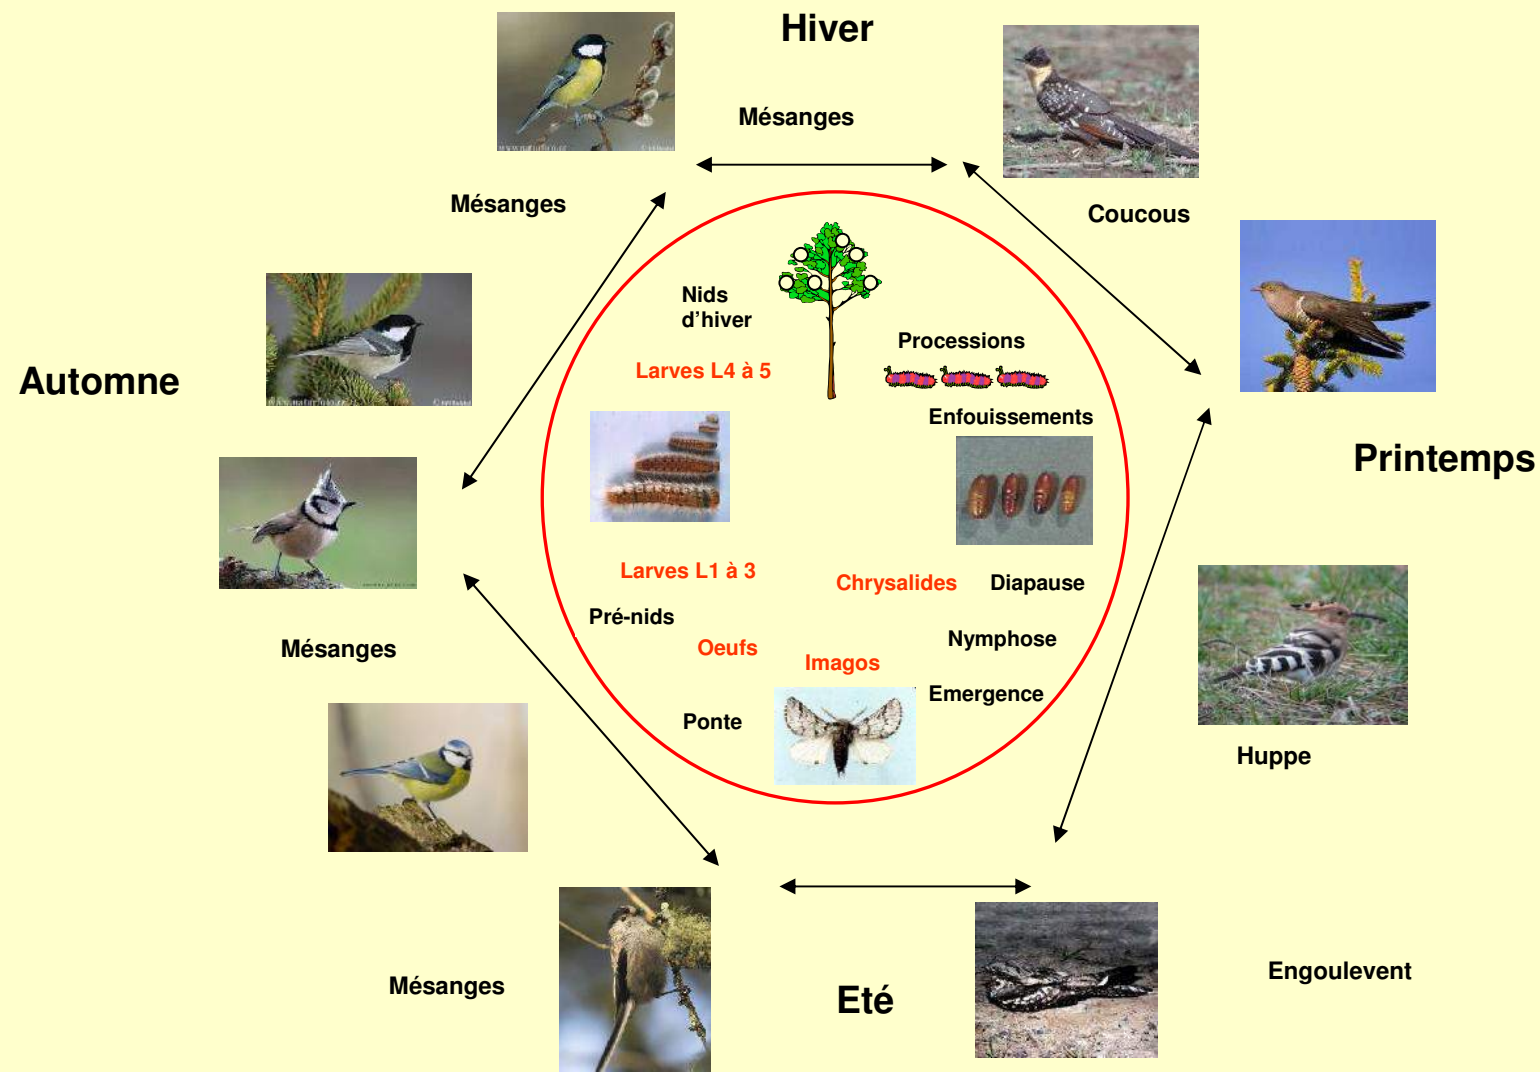 Hiver
Mésanges
Mésanges
Coucous
Nids
d'hiver
Processions
Larves L4 à 5
Automne
Enfouissements
Printemps
Larves L1 à 3
Chrysalides
Diapause
Pré-nids
Nymphose
Oeufs
Mésanges
Imagos
Emergence
Ponte
Huppe
Engoulevent
Mésanges
Eté